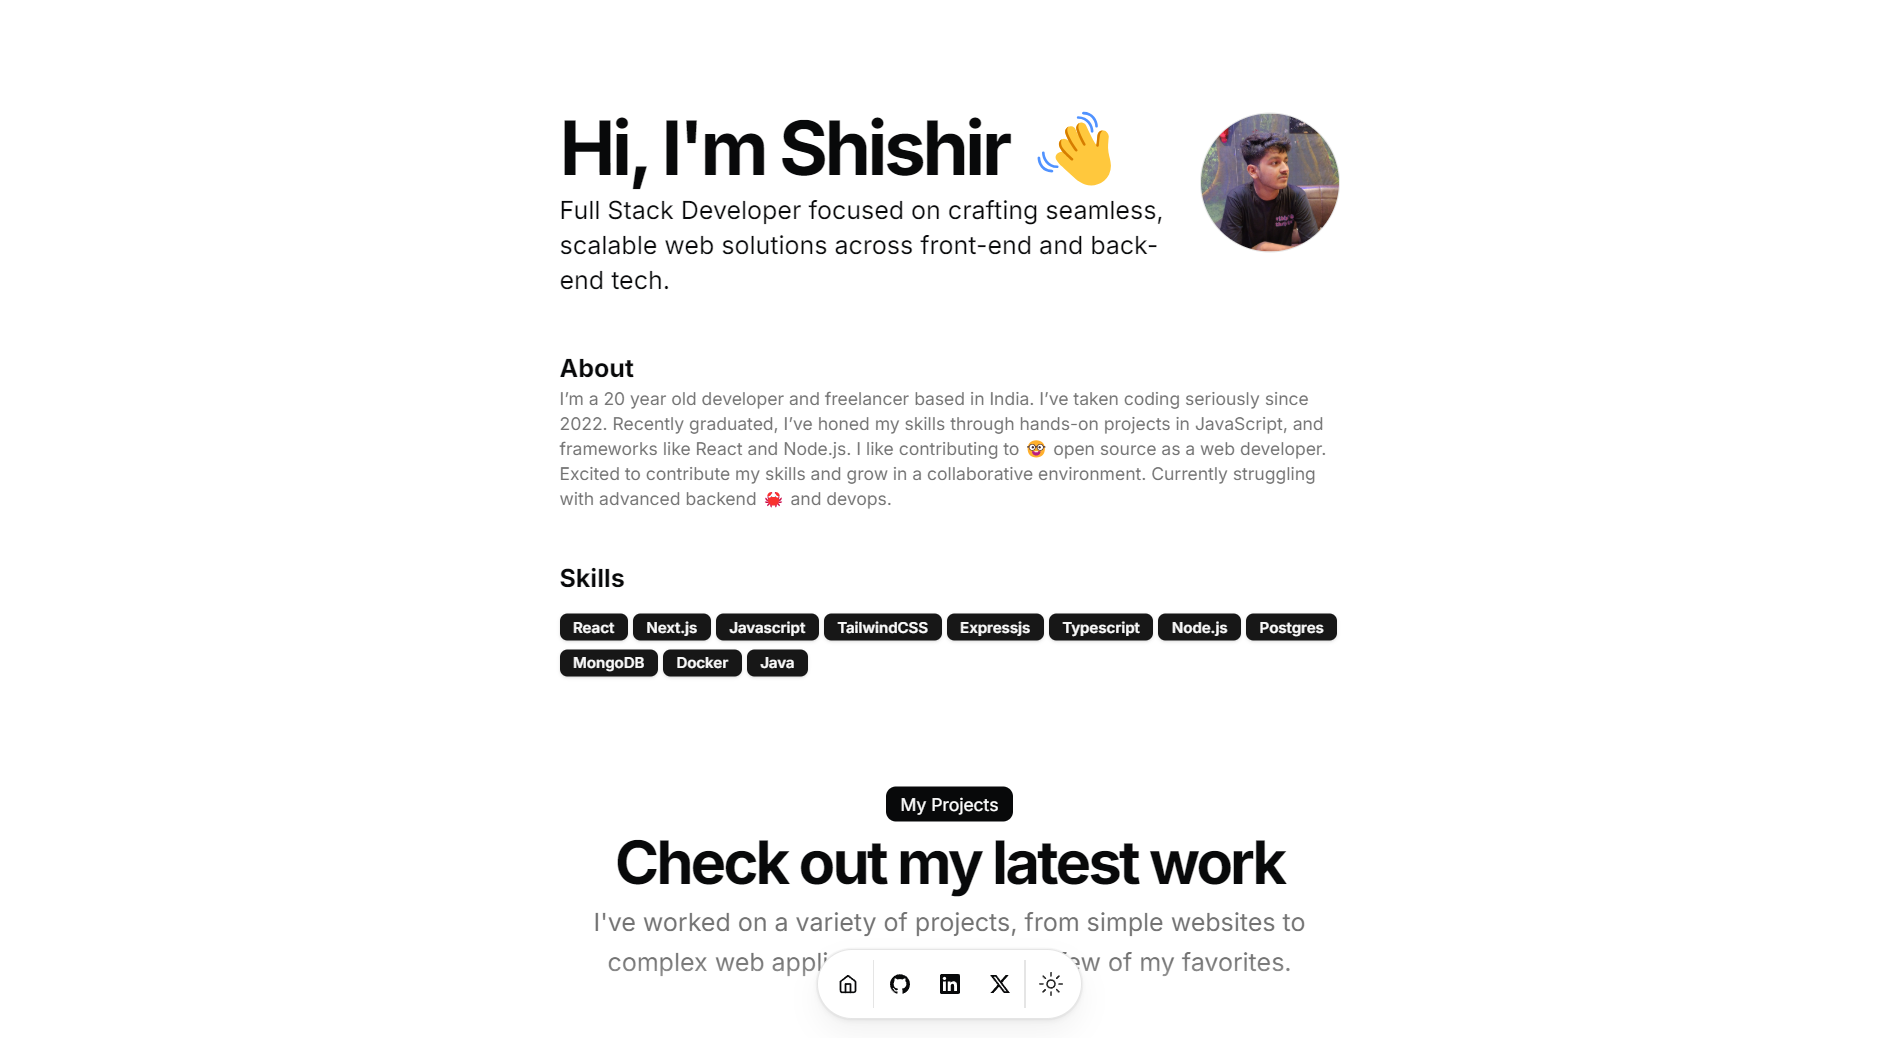 Hi, I'm Shishir 👋
Full Stack Developer focused on crafting seamless,
scalable web solutions across front-end and back-
end tech.
About
I’m a 20 year old developer and freelancer based in India. I’ve taken coding seriously since
2022. Recently graduated, I’ve honed my skills through hands-on projects in JavaScript, and
frameworks like React and Node.js. I like contributing to 🤓 open source as a web developer.
Excited to contribute my skills and grow in a collaborative environment. Currently struggling
with advanced backend 🦀 and devops.
Skills
React Next.js Javascript TailwindCSS Expressjs Typescript Node.js Postgres
MongoDB Docker Java
My Projects
Check out my latest work
I've worked on a variety of projects, from simple websites to
complex web of my favorites.